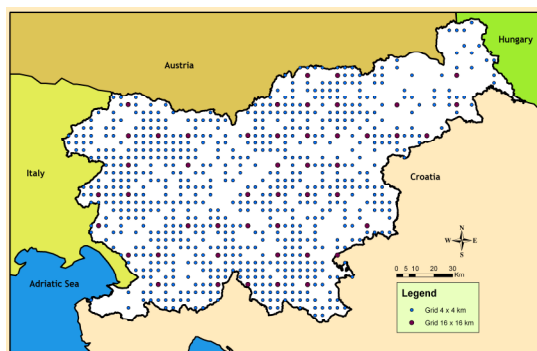 Hungary
Austria
Italy
Croatia
N
W E
S
Adriatic Sea
0 5 10 20 30
Km
Legend
Grid 4 x 4 km
Grid 16 x 16 km